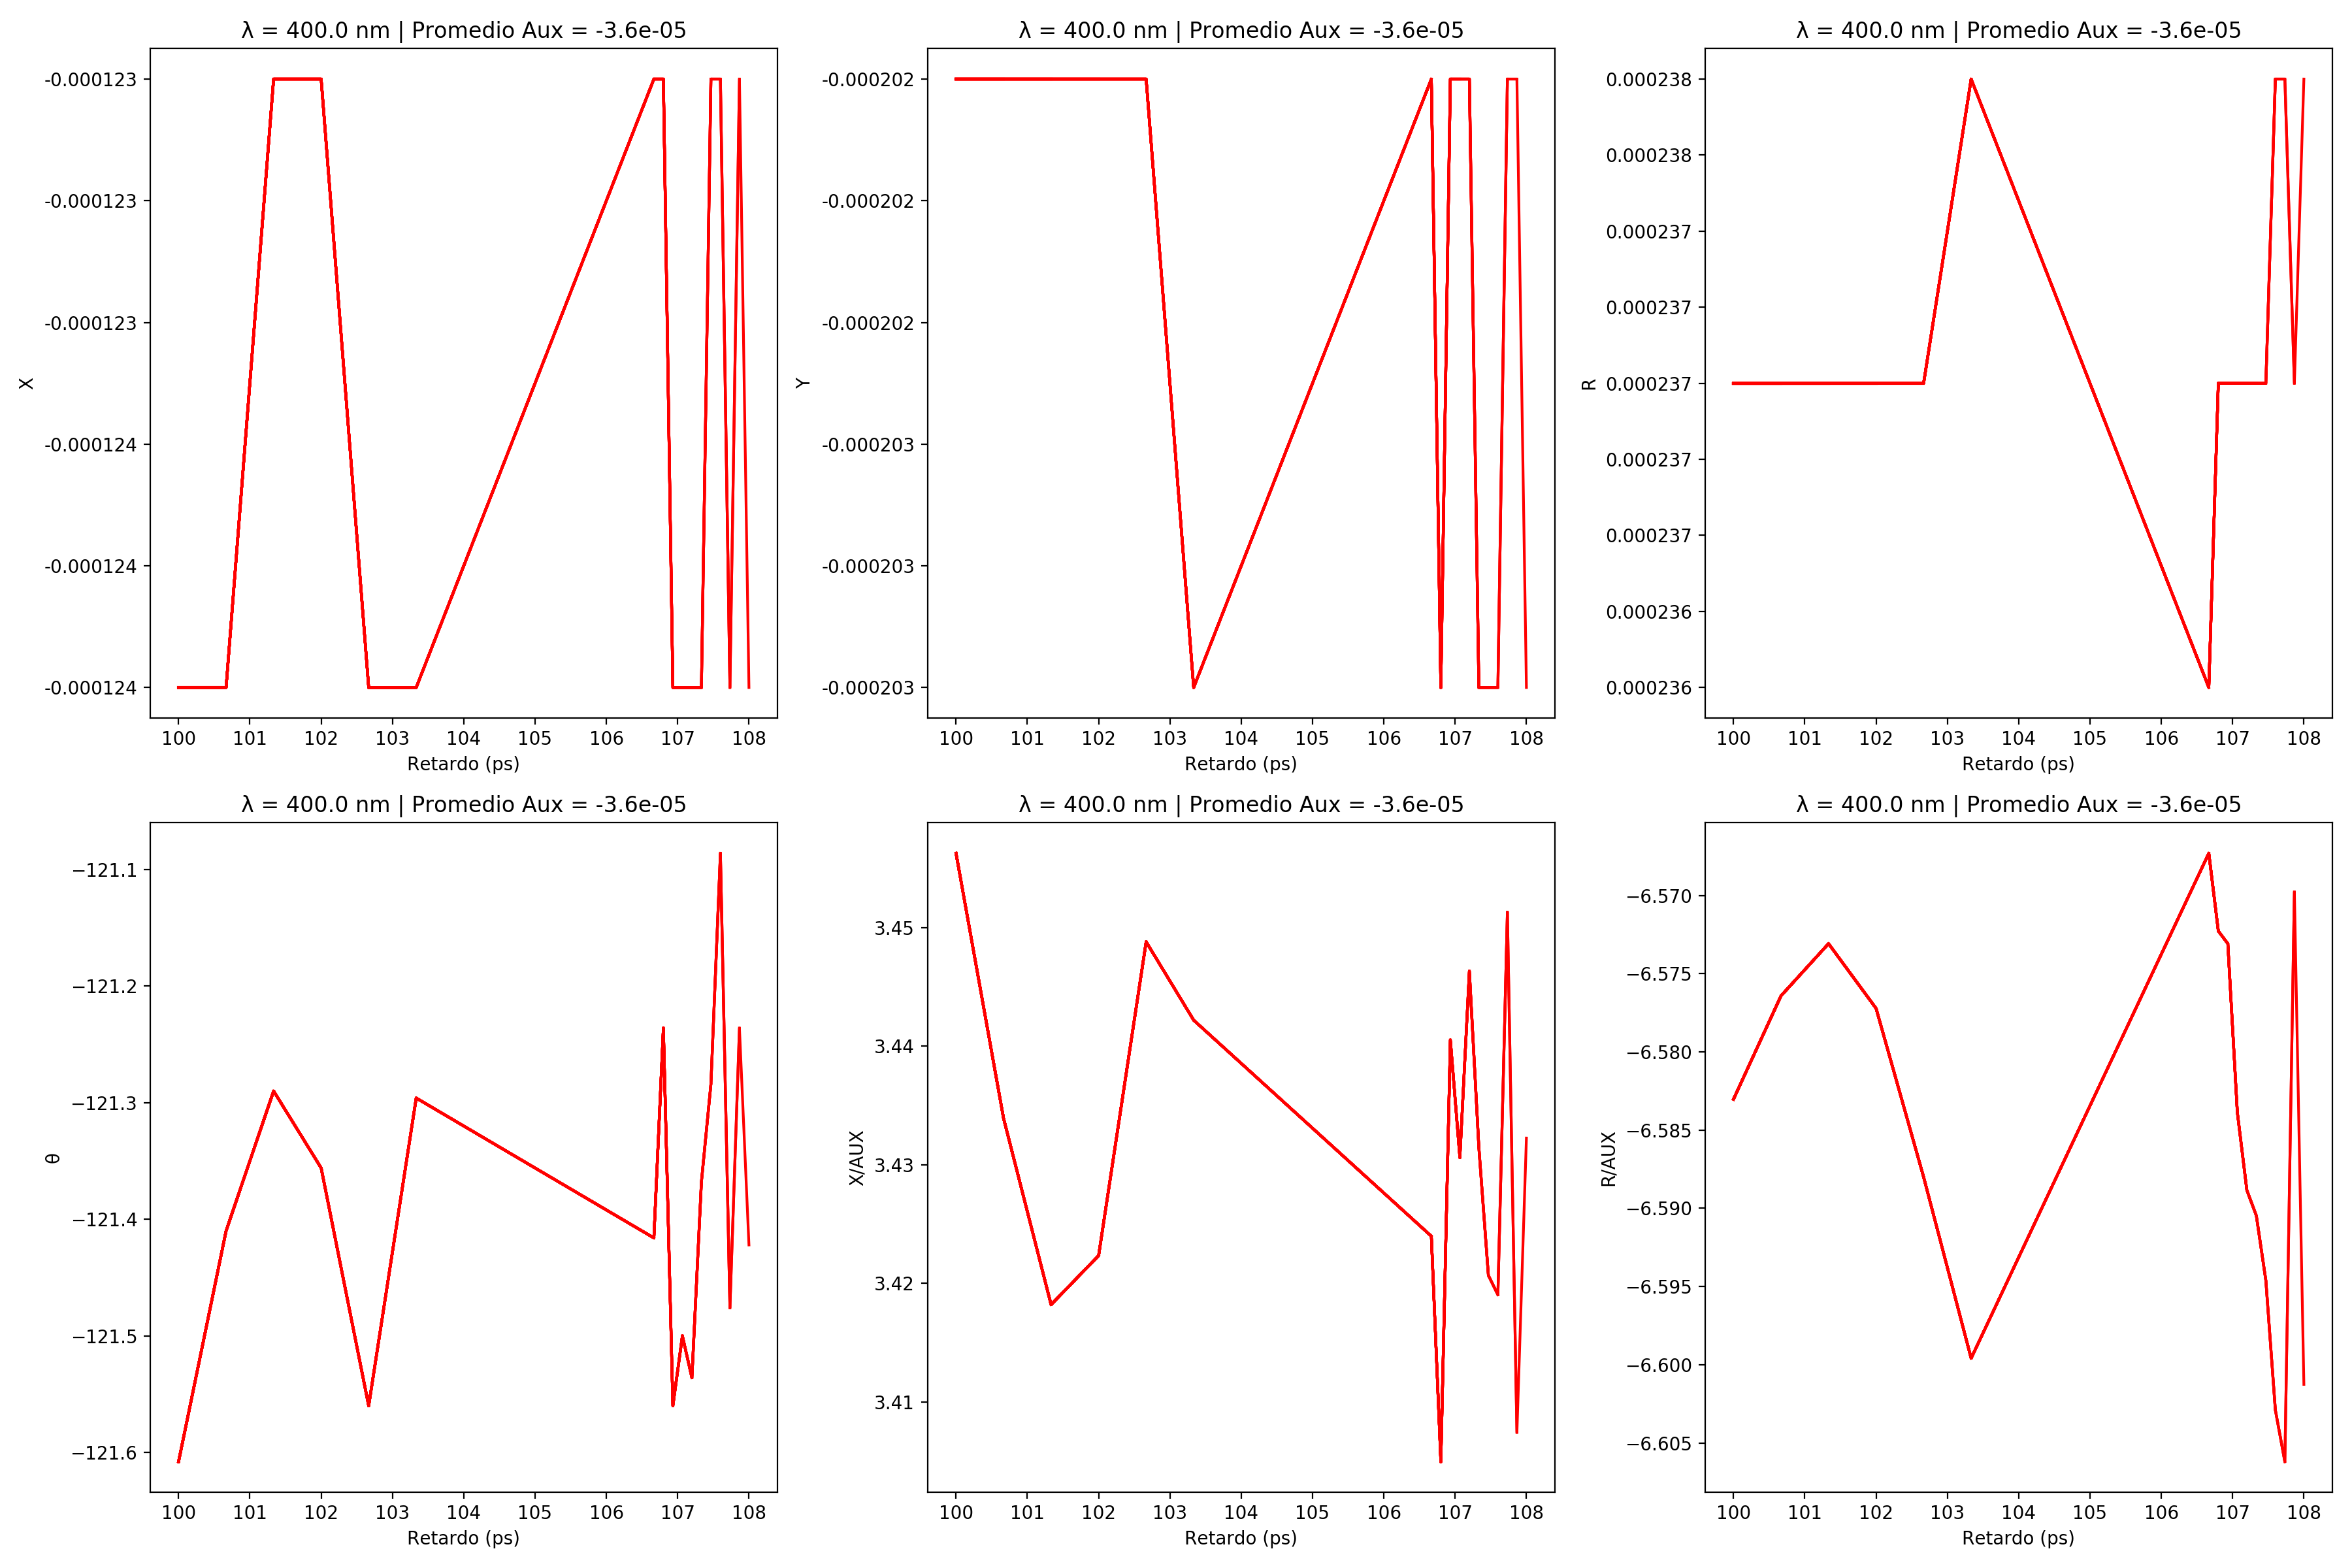 λ = 400.0 nm | Promedio Aux = -3.6e-05
-0.000123
-0.000123
-0.000123
-0.000124
-0.000124
-0.000124
X
100 101 102 103 104 105 106 107 108
Retardo (ps)
λ = 400.0 nm | Promedio Aux = -3.6e-05
-0.000202
-0.000202
-0.000202
-0.000203
-0.000203
-0.000203
Y
100 101 102 103 104 105 106 107 108
Retardo (ps)
λ = 400.0 nm | Promedio Aux = -3.6e-05
0.000238
0.000238
0.000237
0.000237
0.000237
0.000237
0.000237
0.000236
0.000236
R
100 101 102 103 104 105 106 107 108
Retardo (ps)
λ = 400.0 nm | Promedio Aux = -3.6e-05
−121.1
−121.2
−121.3
−121.4
−121.5
−121.6
θ
100 101 102 103 104 105 106 107 108
Retardo (ps)
λ = 400.0 nm | Promedio Aux = -3.6e-05
3.45
3.44
3.43
3.42
3.41
X/AUX
100 101 102 103 104 105 106 107 108
Retardo (ps)
λ = 400.0 nm | Promedio Aux = -3.6e-05
−6.570
−6.575
−6.580
−6.585
−6.590
−6.595
−6.600
−6.605
R/AUX
100 101 102 103 104 105 106 107 108
Retardo (ps)